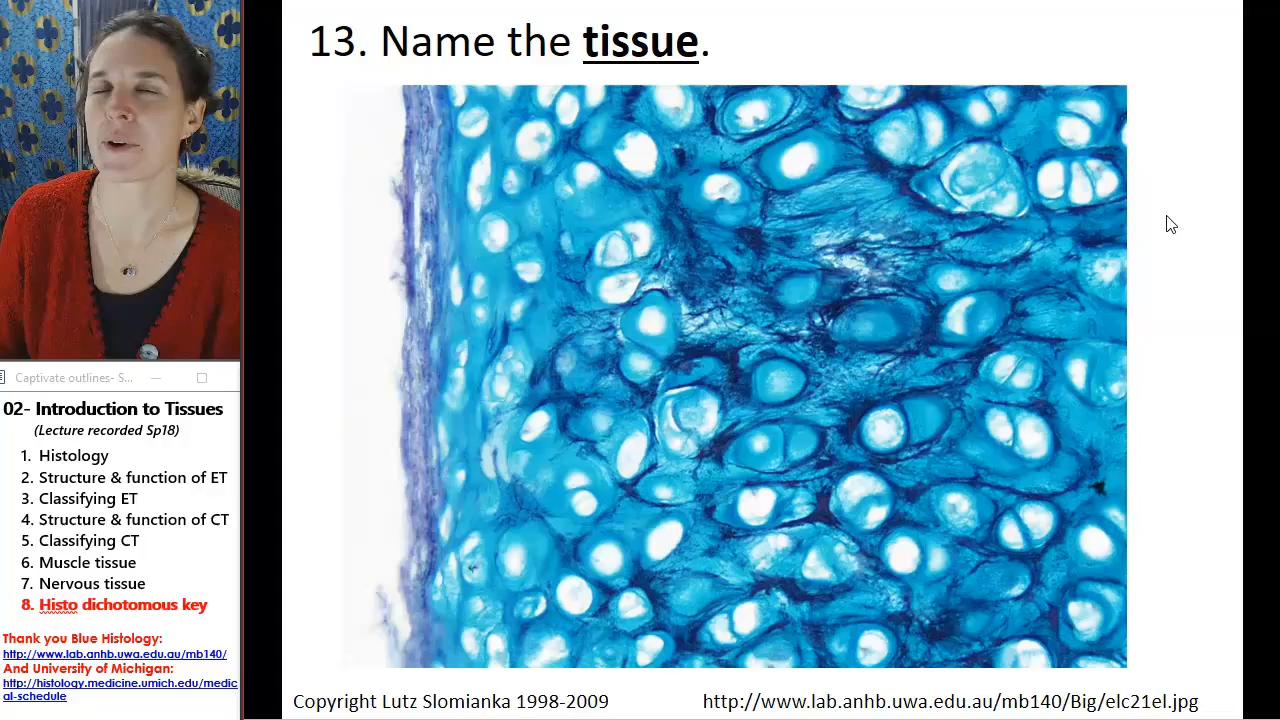 13. Name the tissue.
Captivate outlines- S...
02- Introduction to Tissues
(Lecture recorded Sp18)
1. Histology
2. Structure & function of ET
3. Classifying ET
4. Structure & function of CT
5. Classifying CT
6. Muscle tissue
7. Nervous tissue
8. Histo dichotomous key
Thank you Blue Histology:
http://www.lab.anhb.uwa.edu.au/mb140/
And University of Michigan:
http://histology.medicine.umich.edu/medic
al-schedule
Copyright Lutz Slomianka 1998-2009
http://www.lab.anhb.uwa.edu.au/mb140/Big/elc21el.jpg